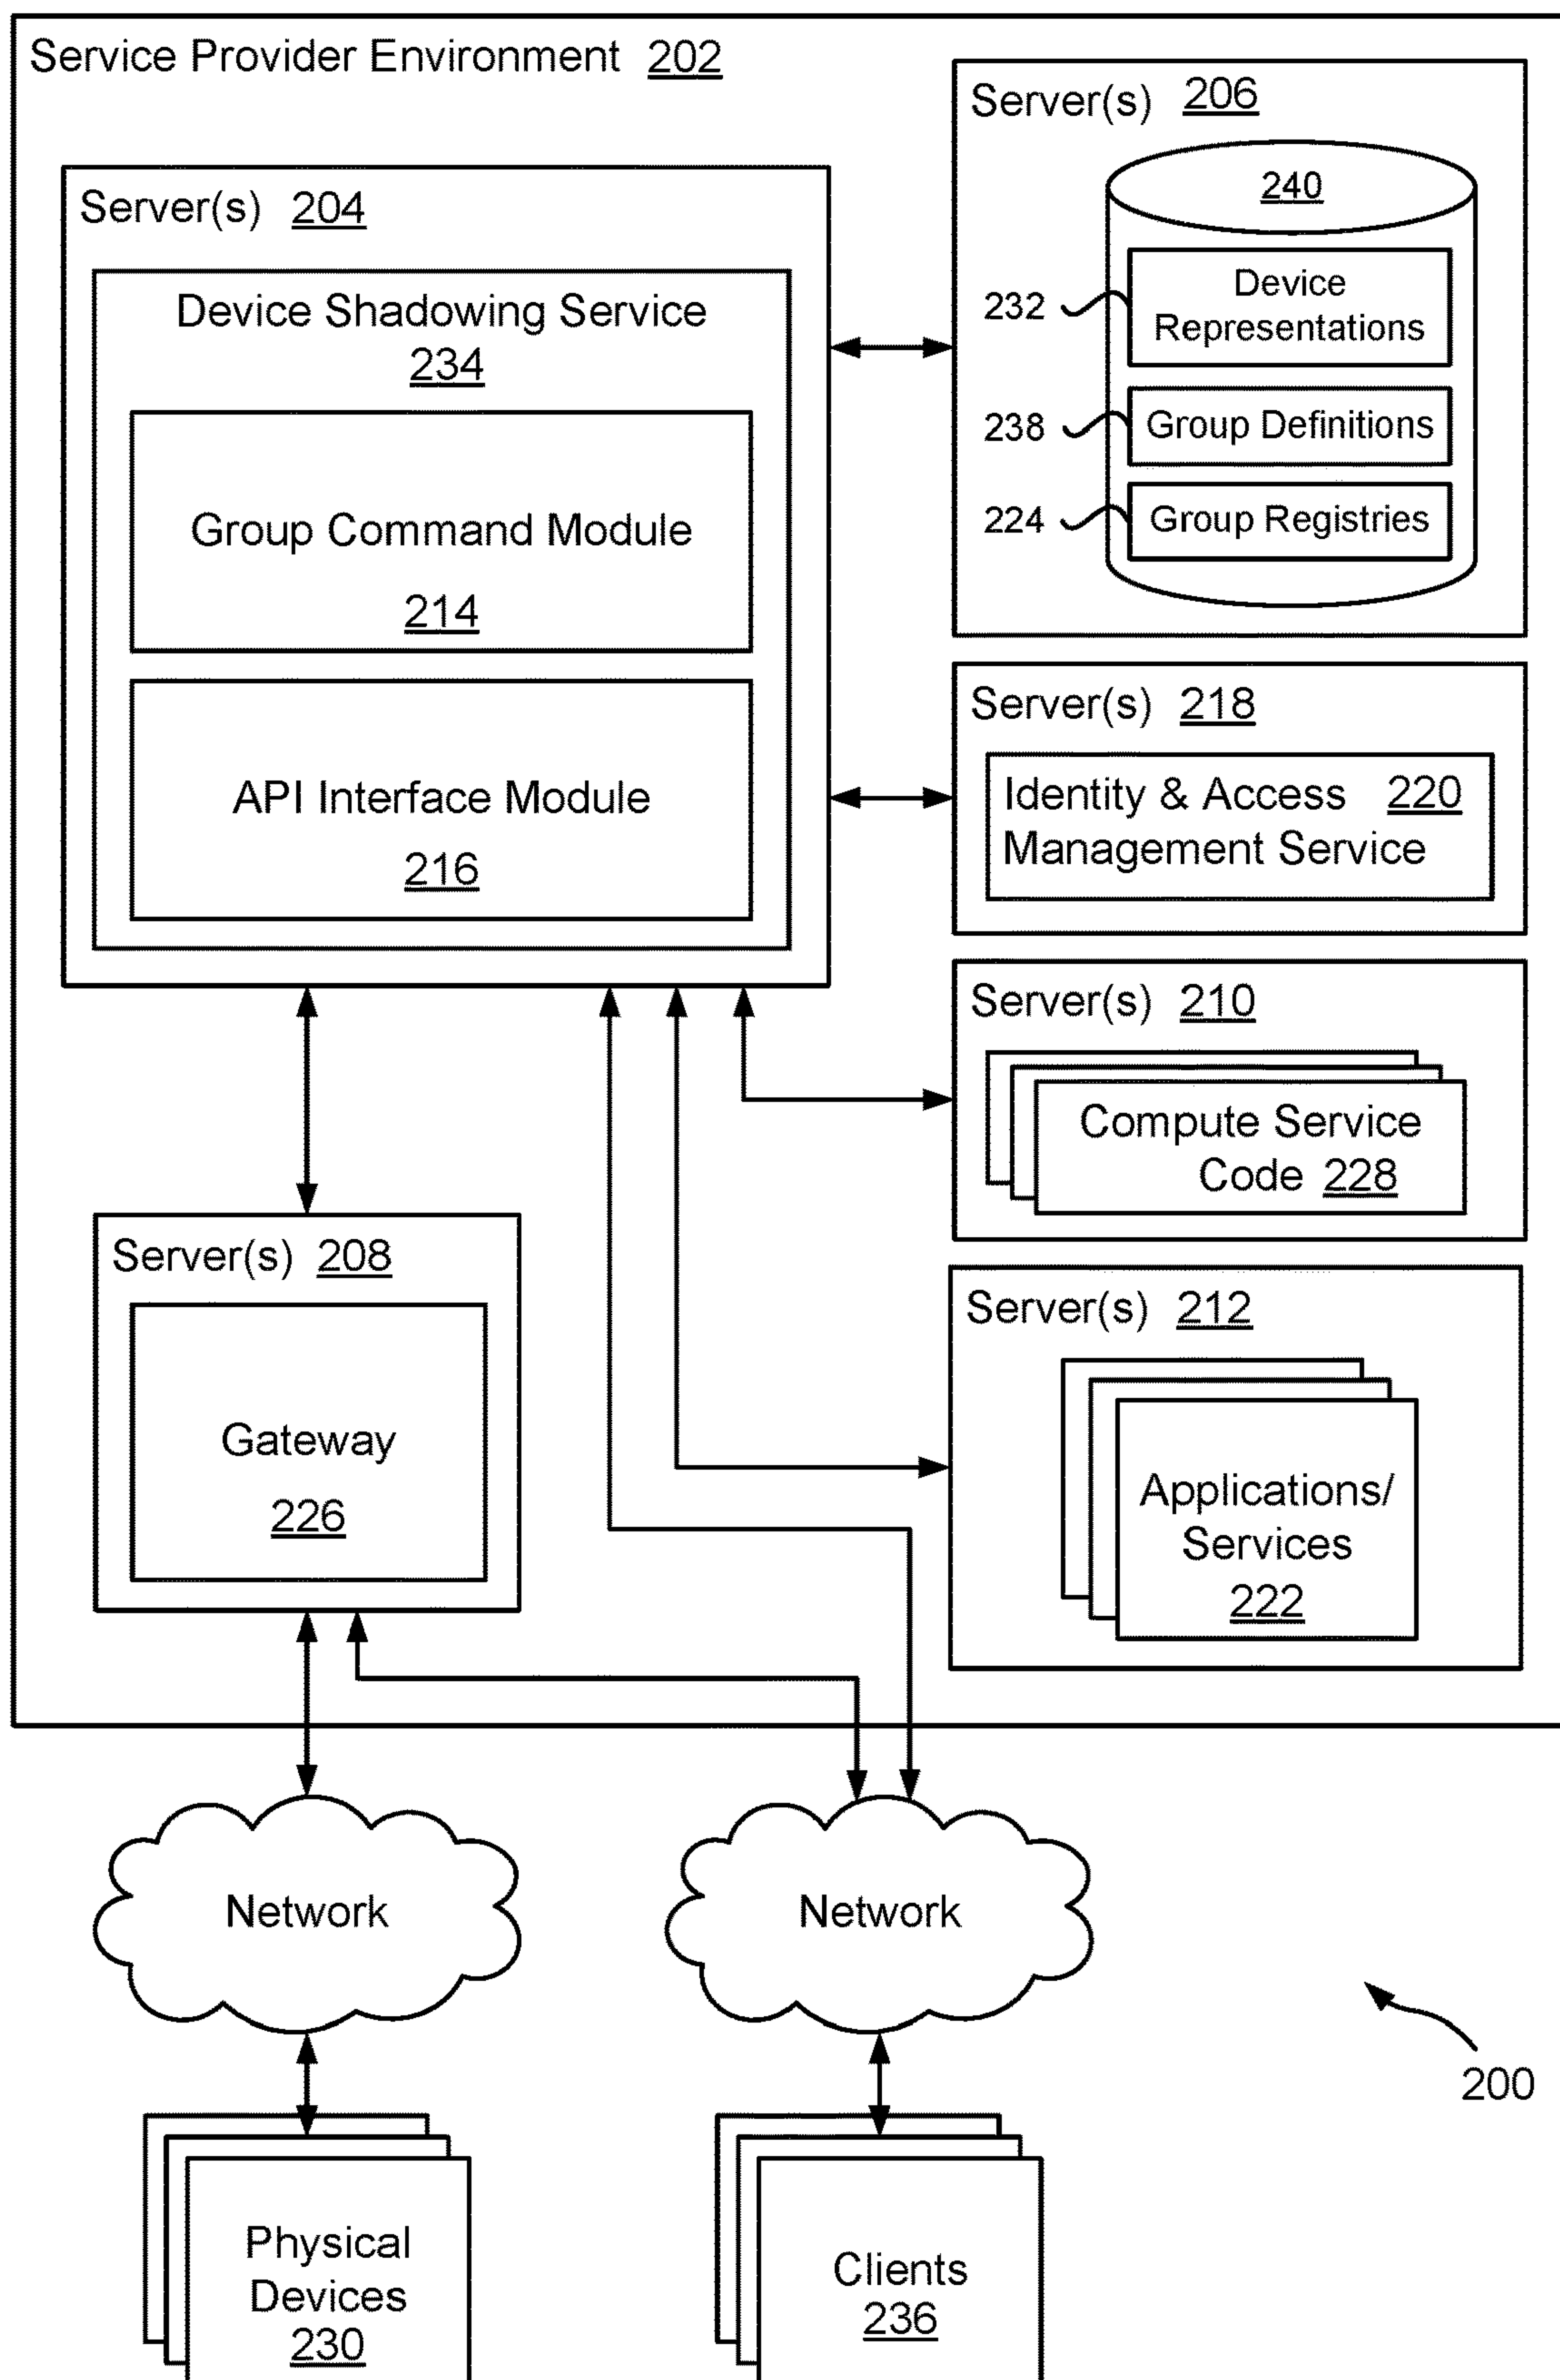 Service Provider Environment 202
Server(s) 204
Device Shadowing Service
234
Group Command Module
214
API Interface Module
216
Server(s) 206
240
232
Device
Representations
238
Group Definitions
224
Group Registries
Server(s) 218
Identity & Access 220
Management Service
Server(s) 210
Compute Service
Code 228
Server(s) 208
Gateway
226
Server(s) 212
Applications/
Services
222
Network
Network
200
Physical
Devices
230
Clients
236